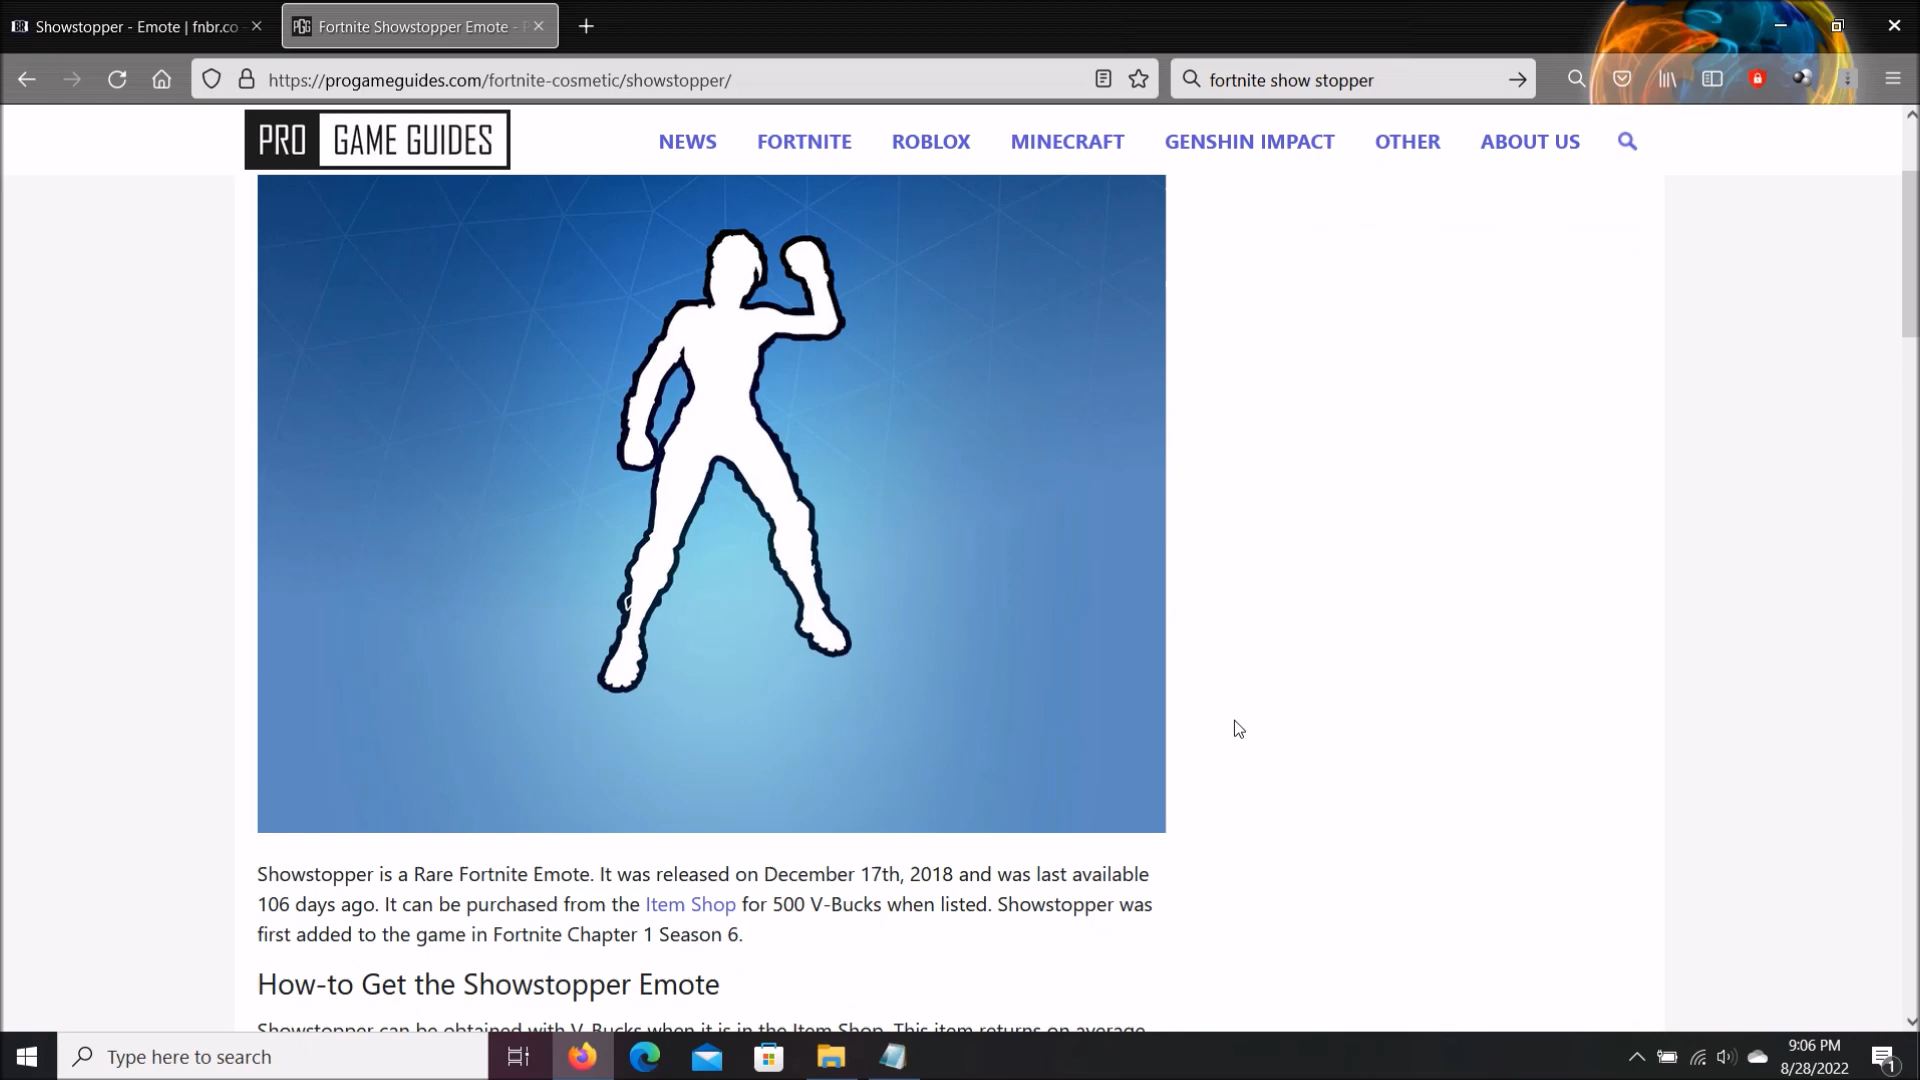 Showstopper - Emote | fnbr.co
Fortnite Showstopper Emote -
https://progameguides.com/fortnite-cosmetic/showstopper/
fortnite show stopper
PRO GAME GUIDES
NEWS FORTNITE ROBLOX MINECRAFT GENSHIN IMPACT OTHER ABOUT US
Showstopper is a Rare Fortnite Emote. It was released on December 17th, 2018 and was last available
106 days ago. It can be purchased from the Item Shop for 500 V-Bucks when listed. Showstopper was
first added to the game in Fortnite Chapter 1 Season 6.
How-to Get the Showstopper Emote
Showstopper can be obtained with V-Bucks when it is in the Item Shop. This item returns on average
Type here to search
9:06 PM
8/28/2022
1